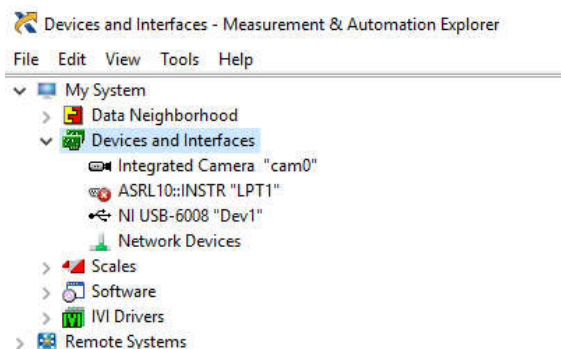 Devices and Interfaces - Measurement & Automation Explorer
File Edit View Tools Help
My System
Data Neighborhood
Devices and Interfaces
Integrated Camera "cam0"
ASRL10::INSTR "LPT1"
NI USB-6008 "Dev1"
Network Devices
Scales
Software
IVI Drivers
Remote Systems